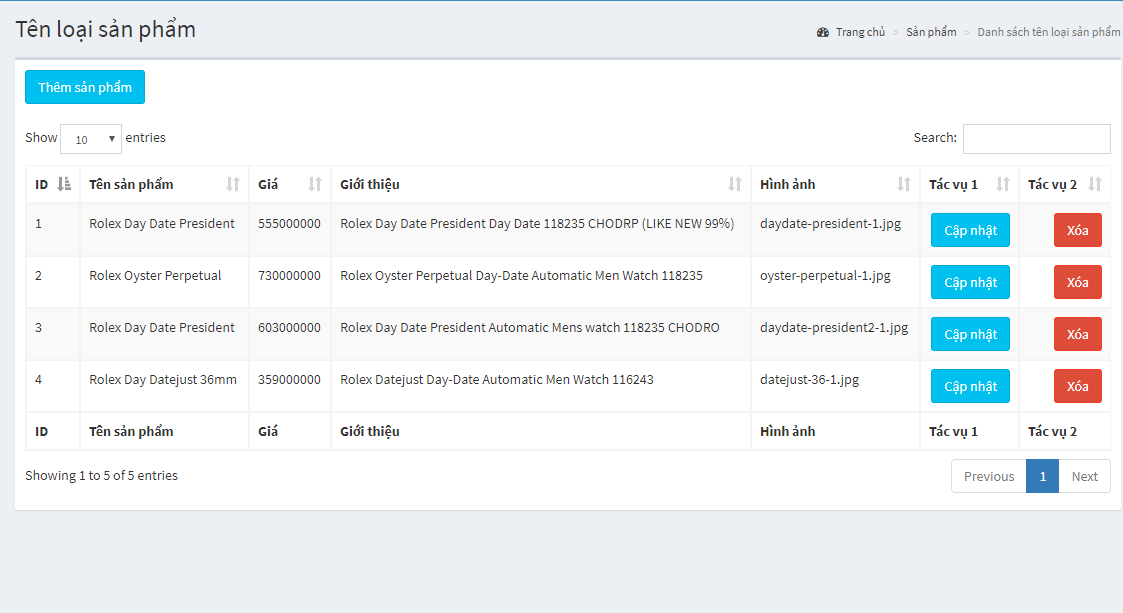 Tên loại sản phẩm
Trang chủ > Sản phẩm > Danh sách tên loại sản phẩm
Thêm sản phẩm
Show 10 entries Search:
ID Tên sản phẩm Giá Giới thiệu Hình ảnh Tác vụ 1 Tác vụ 2
1 Rolex Day Date President 555000000 Rolex Day Date President Day Date 118235 CHODRP (LIKE NEW 99%) daydate-president-1.jpg Cập nhật Xóa
2 Rolex Oyster Perpetual 730000000 Rolex Oyster Perpetual Day-Date Automatic Men Watch 118235 oyster-perpetual-1.jpg Cập nhật Xóa
3 Rolex Day Date President 603000000 Rolex Day Date President Automatic Mens watch 118235 CHODRO daydate-president2-1.jpg Cập nhật Xóa
4 Rolex Day Datejust 36mm 359000000 Rolex Datejust Day-Date Automatic Men Watch 116243 datejust-36-1.jpg Cập nhật Xóa
ID Tên sản phẩm Giá Giới thiệu Hình ảnh Tác vụ 1 Tác vụ 2
Showing 1 to 5 of 5 entries Previous 1 Next